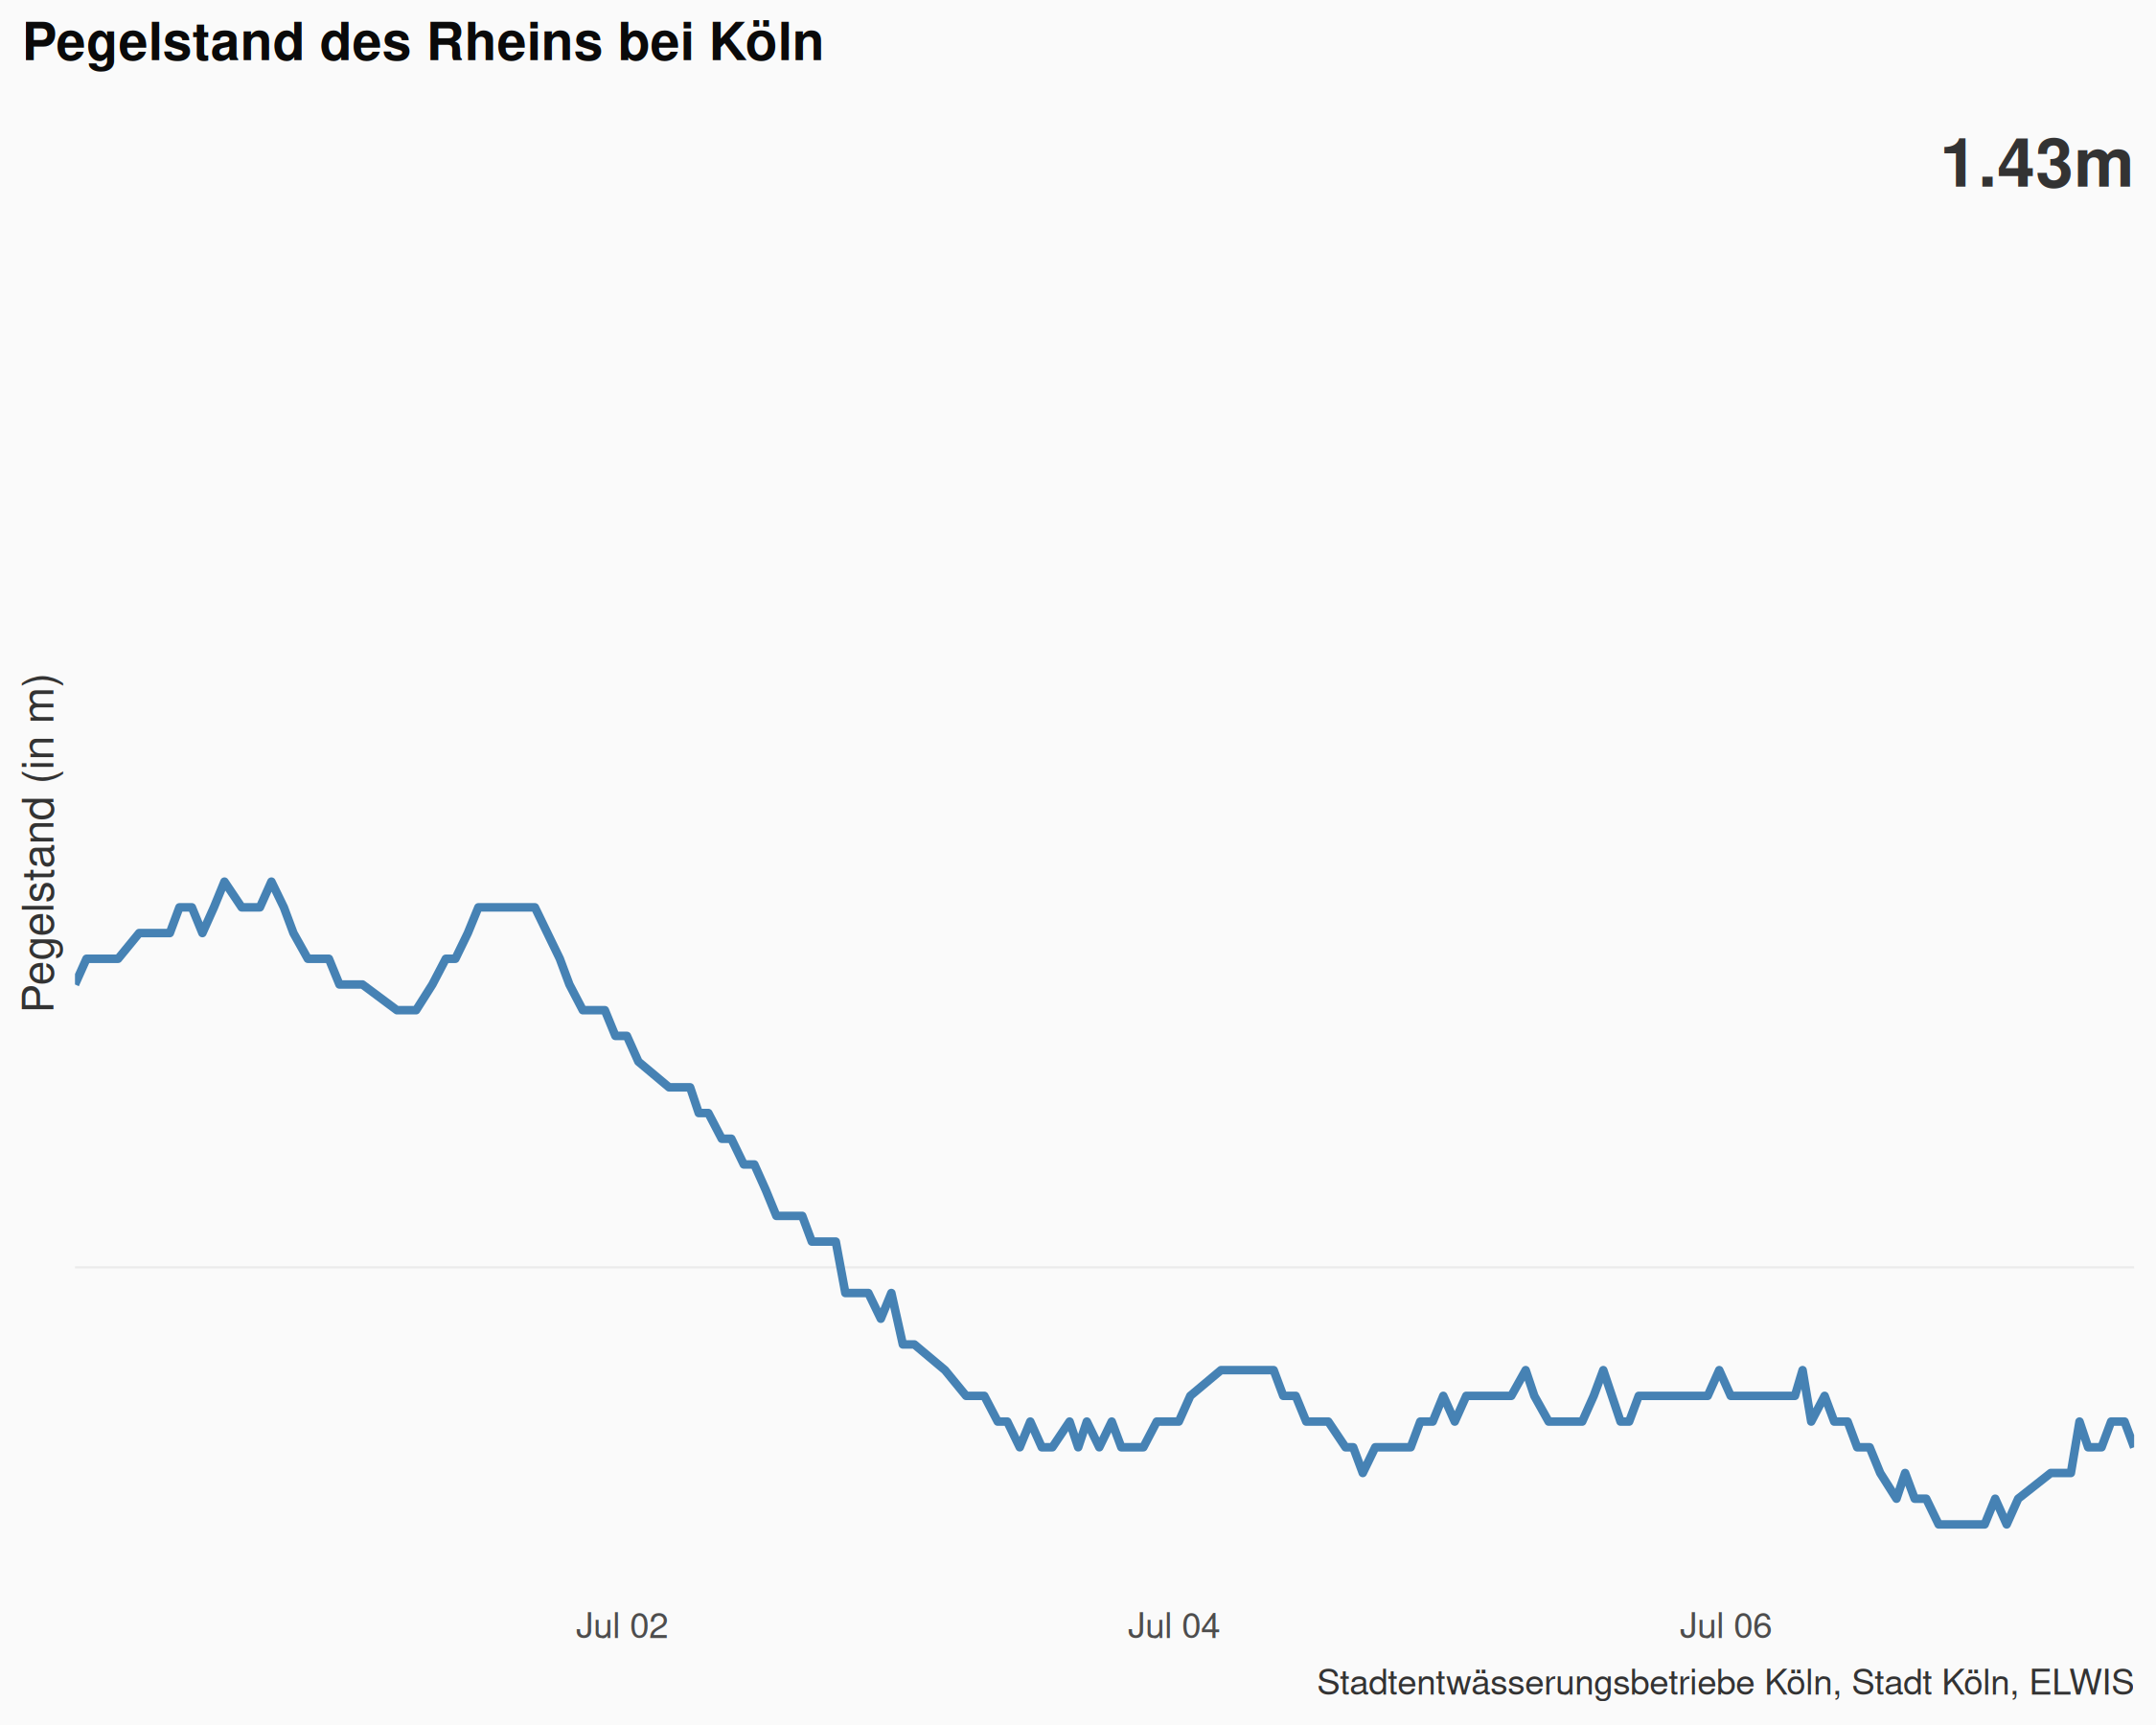 Pegelstand des Rheins bei Köln
1.43m
Pegelstand (in m)
Jul 02
Jul 04
Jul 06
Stadtentwässerungsbetriebe Köln, Stadt Köln, ELWIS